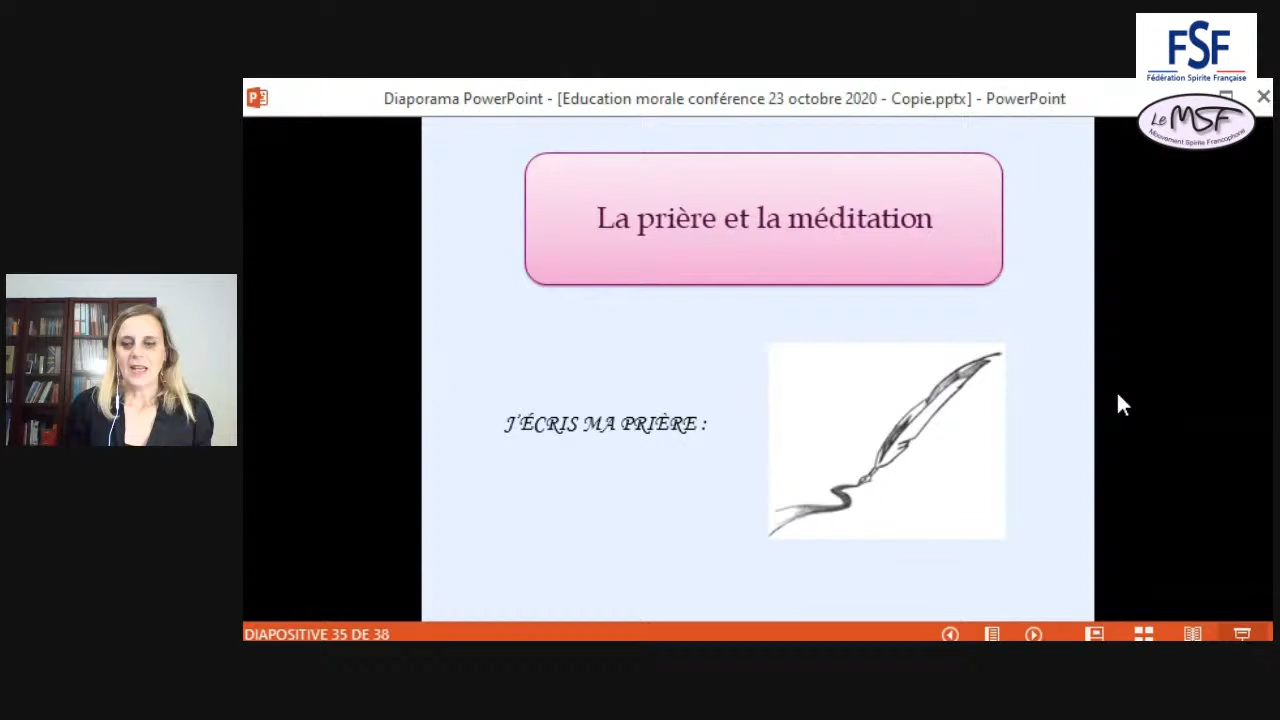 FSF
Fédération Spirite Française
Le MSF
Mouvement Spirite Francophone
Diaporama PowerPoint - [Education morale conférence 23 octobre 2020 - Copie.pptx] - PowerPoint
La prière et la méditation
J'ÉCRIS MA PRIÈRE :
DIAPOSITIVE 35 DE 38